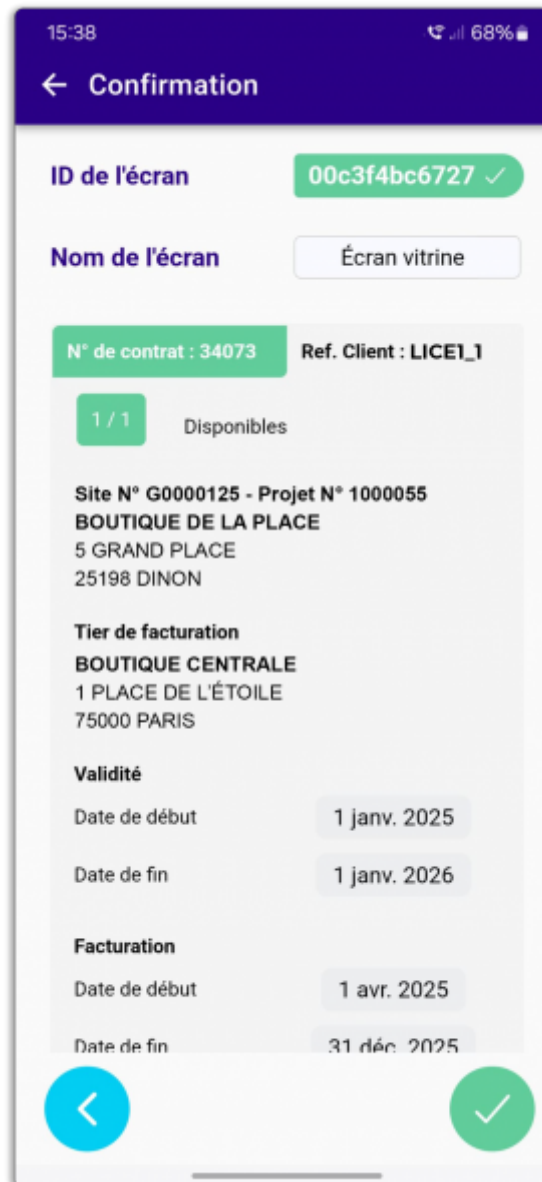 15:38 68%
Confirmation
ID de l'écran 00c3f4bc6727
Nom de l'écran Écran vitrine
N° de contrat : 34073 Ref. Client : LICE1_1
1 / 1 Disponibles
Site N° G0000125 - Projet N° 1000055
BOUTIQUE DE LA PLACE
5 GRAND PLACE
25198 DINON
Tier de facturation
BOUTIQUE CENTRALE
1 PLACE DE L'ÉTOILE
75000 PARIS
Validité
Date de début 1 janv. 2025
Date de fin 1 janv. 2026
Facturation
Date de début 1 avr. 2025
Date de fin 31 déc. 2025